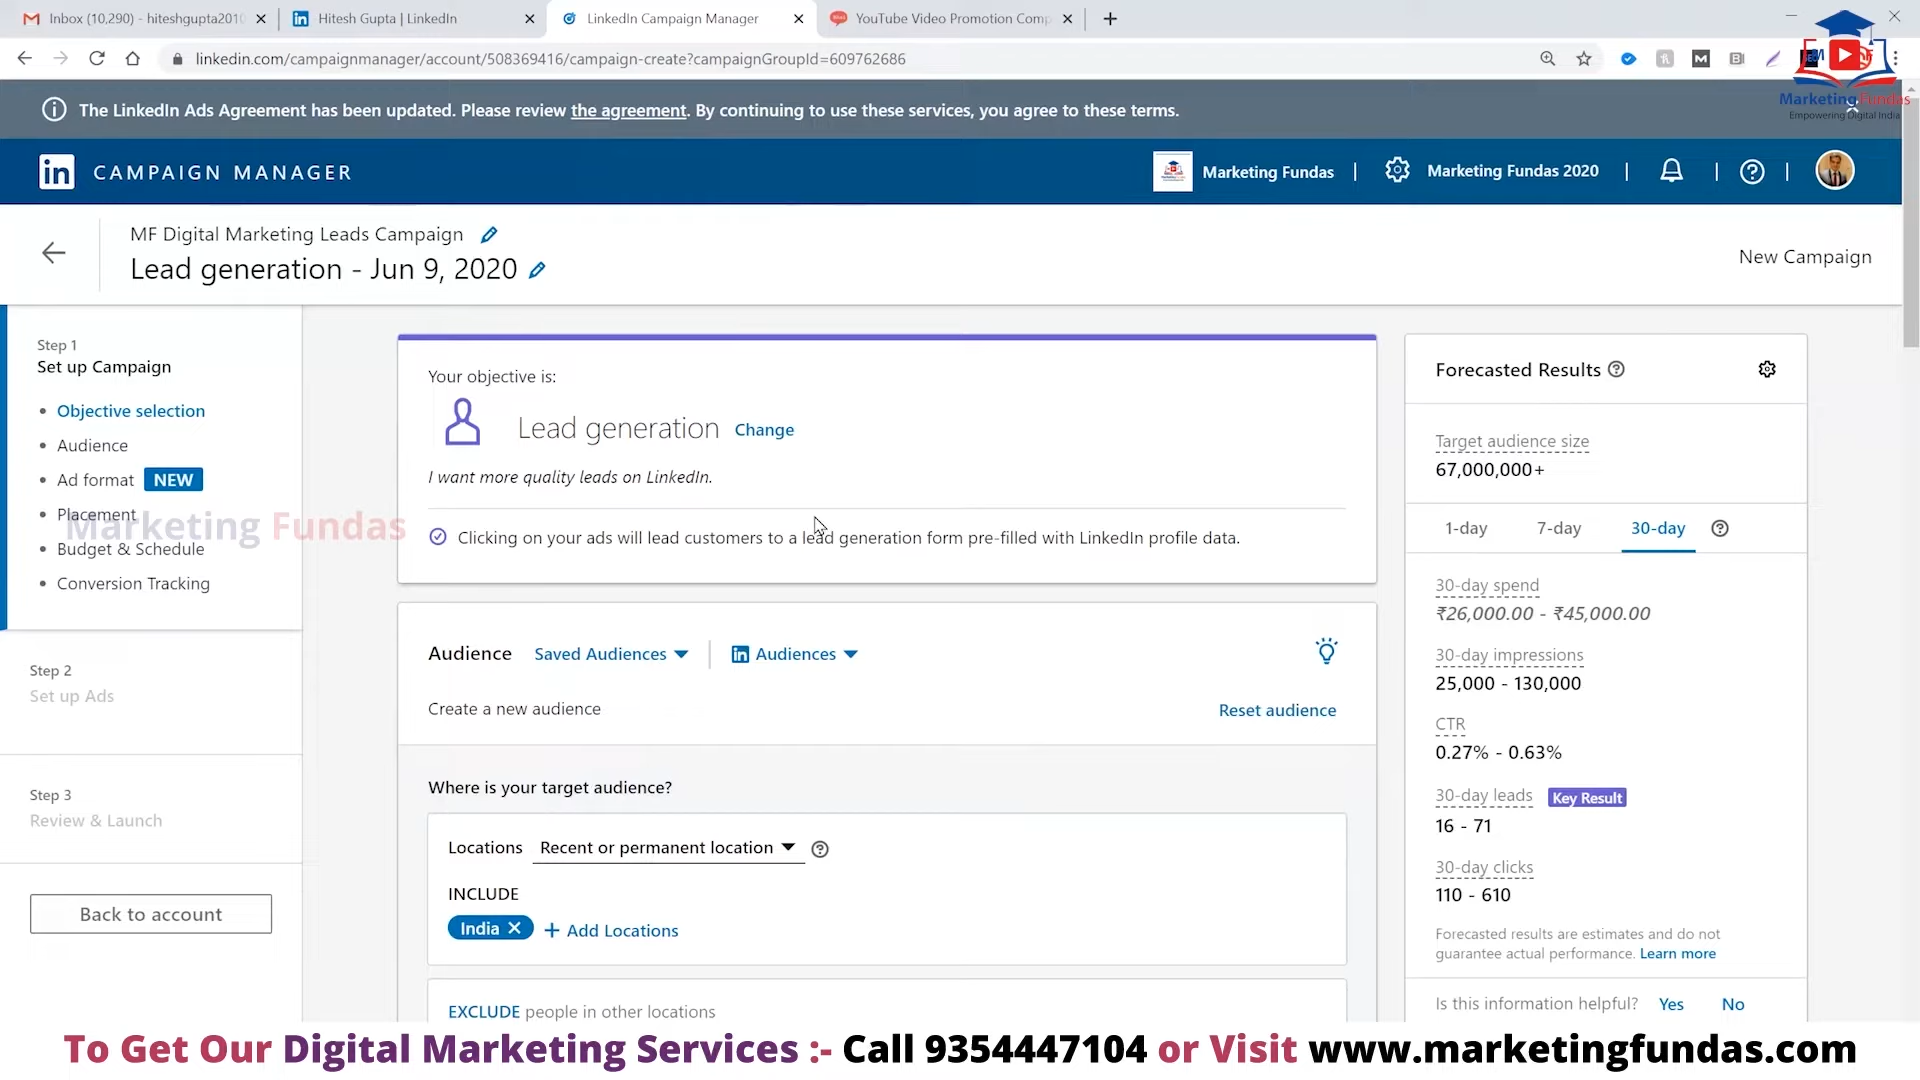 Inbox (10,290) - hiteshgupta201
Hitesh Gupta | LinkedIn
LinkedIn Campaign Manager
YouTube Video Promotion Comp
linkedin.com/campaignmanager/account/508369416/campaign-create?campaignGroupId=609762686
Marketing Fundas
Empowering Digital India
The LinkedIn Ads Agreement has been updated. Please review the agreement. By continuing to use these services, you agree to these terms.
in CAMPAIGN MANAGER
Marketing Fundas
Marketing Fundas 2020
MF Digital Marketing Leads Campaign
Lead generation - Jun 9, 2020
New Campaign
Step 1
Set up Campaign
Objective selection
Audience
Ad format NEW
Placement
Budget & Schedule
Conversion Tracking
Marketing Fundas
Step 2
Set up Ads
Step 3
Review & Launch
Back to account
Your objective is:
Lead generation Change
I want more quality leads on LinkedIn.
Clicking on your ads will lead customers to a lead generation form pre-filled with LinkedIn profile data.
Audience Saved Audiences in Audiences
Create a new audience
Reset audience
Where is your target audience?
Locations Recent or permanent location
INCLUDE
India
+ Add Locations
EXCLUDE people in other locations
Forecasted Results
Target audience size
67,000,000+
1-day 7-day 30-day
30-day spend
₹26,000.00 - ₹45,000.00
30-day impressions
25,000 - 130,000
CTR
0.27% - 0.63%
30-day leads Key Result
16 - 71
30-day clicks
110 - 610
Forecasted results are estimates and do not
guarantee actual performance. Learn more
Is this information helpful? Yes No
To Get Our Digital Marketing Services :- Call 9354447104 or Visit www.marketingfundas.com